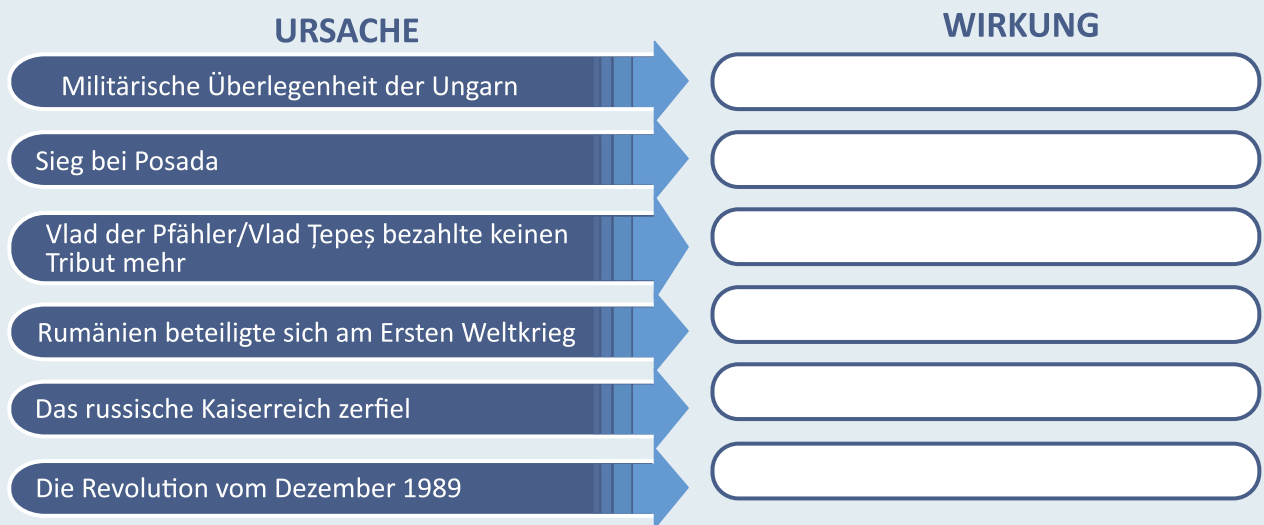 URSACHE
WIRKUNG
Militärische Überlegenheit der Ungarn
Sieg bei Posada
Vlad der Pfähler/Vlad Țepeș bezahlte keinen
Tribut mehr
Rumänien beteiligte sich am Ersten Weltkrieg
Das russische Kaiserreich zerfiel
Die Revolution vom Dezember 1989